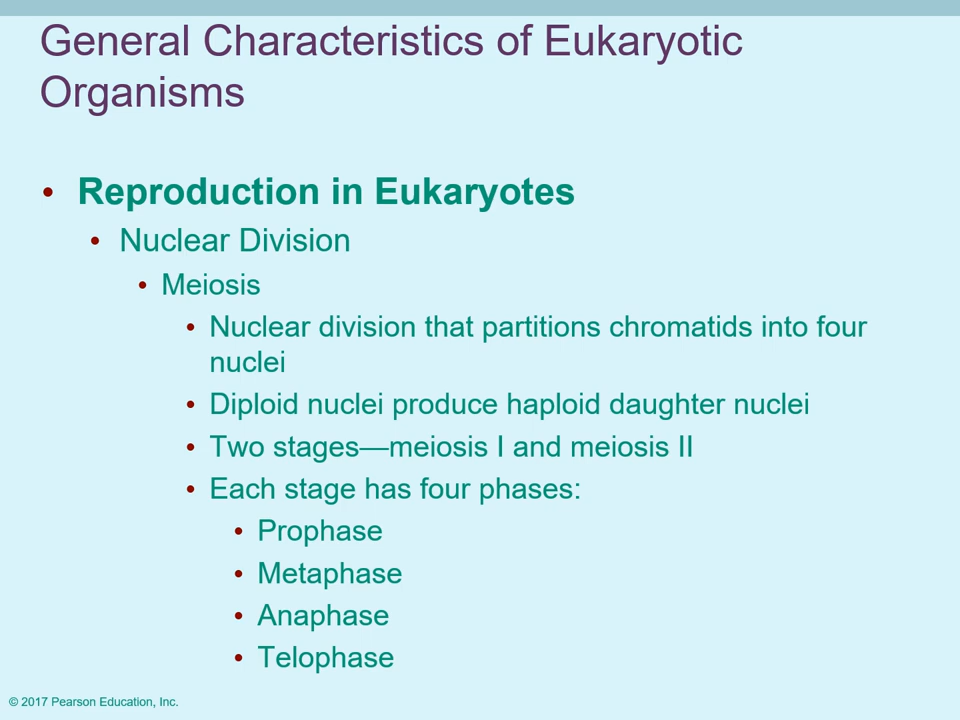 General Characteristics of Eukaryotic
Organisms
• Reproduction in Eukaryotes
• Nuclear Division
• Meiosis
• Nuclear division that partitions chromatids into four
nuclei
• Diploid nuclei produce haploid daughter nuclei
• Two stages—meiosis I and meiosis II
• Each stage has four phases:
• Prophase
• Metaphase
• Anaphase
• Telophase
© 2017 Pearson Education, Inc.